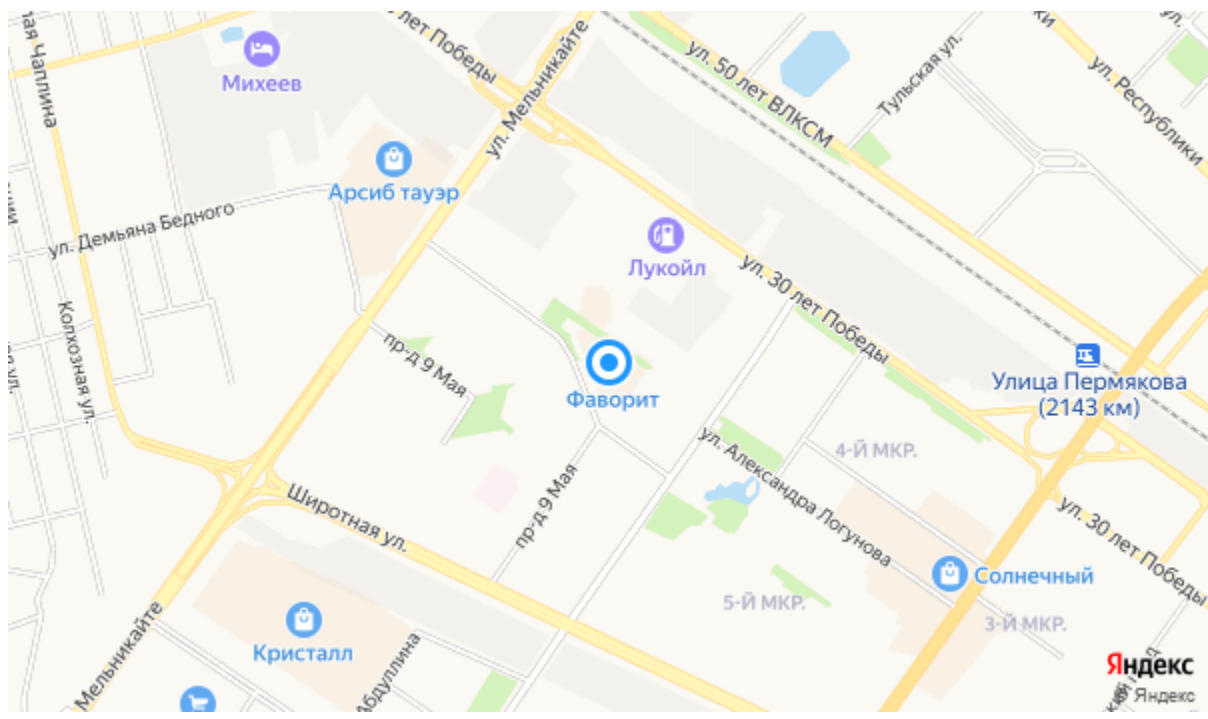 лет Победы
ул. Мельникайте
ул. 50 лет ВЛКСМ
Тульская ул.
ул.
ул. Республики
Михеев
Чаплина
Арсиб тауэр
ул. Демьяна Бедного
Лукойл
ул. 30 лет Победы
Колхозная ул.
пр-д 9 Мая
Фаворит
Улица Пермякова
(2143 км)
4-Й МКР.
ул. Александра Логунова
Широтная ул.
пр-д 9 Мая
ул. 30 лет Победы
Солнечный
5-Й МКР.
3-Й МКР.
Кристалл
Мельникайте
Абдуллина
Яндекс
© Яндекс